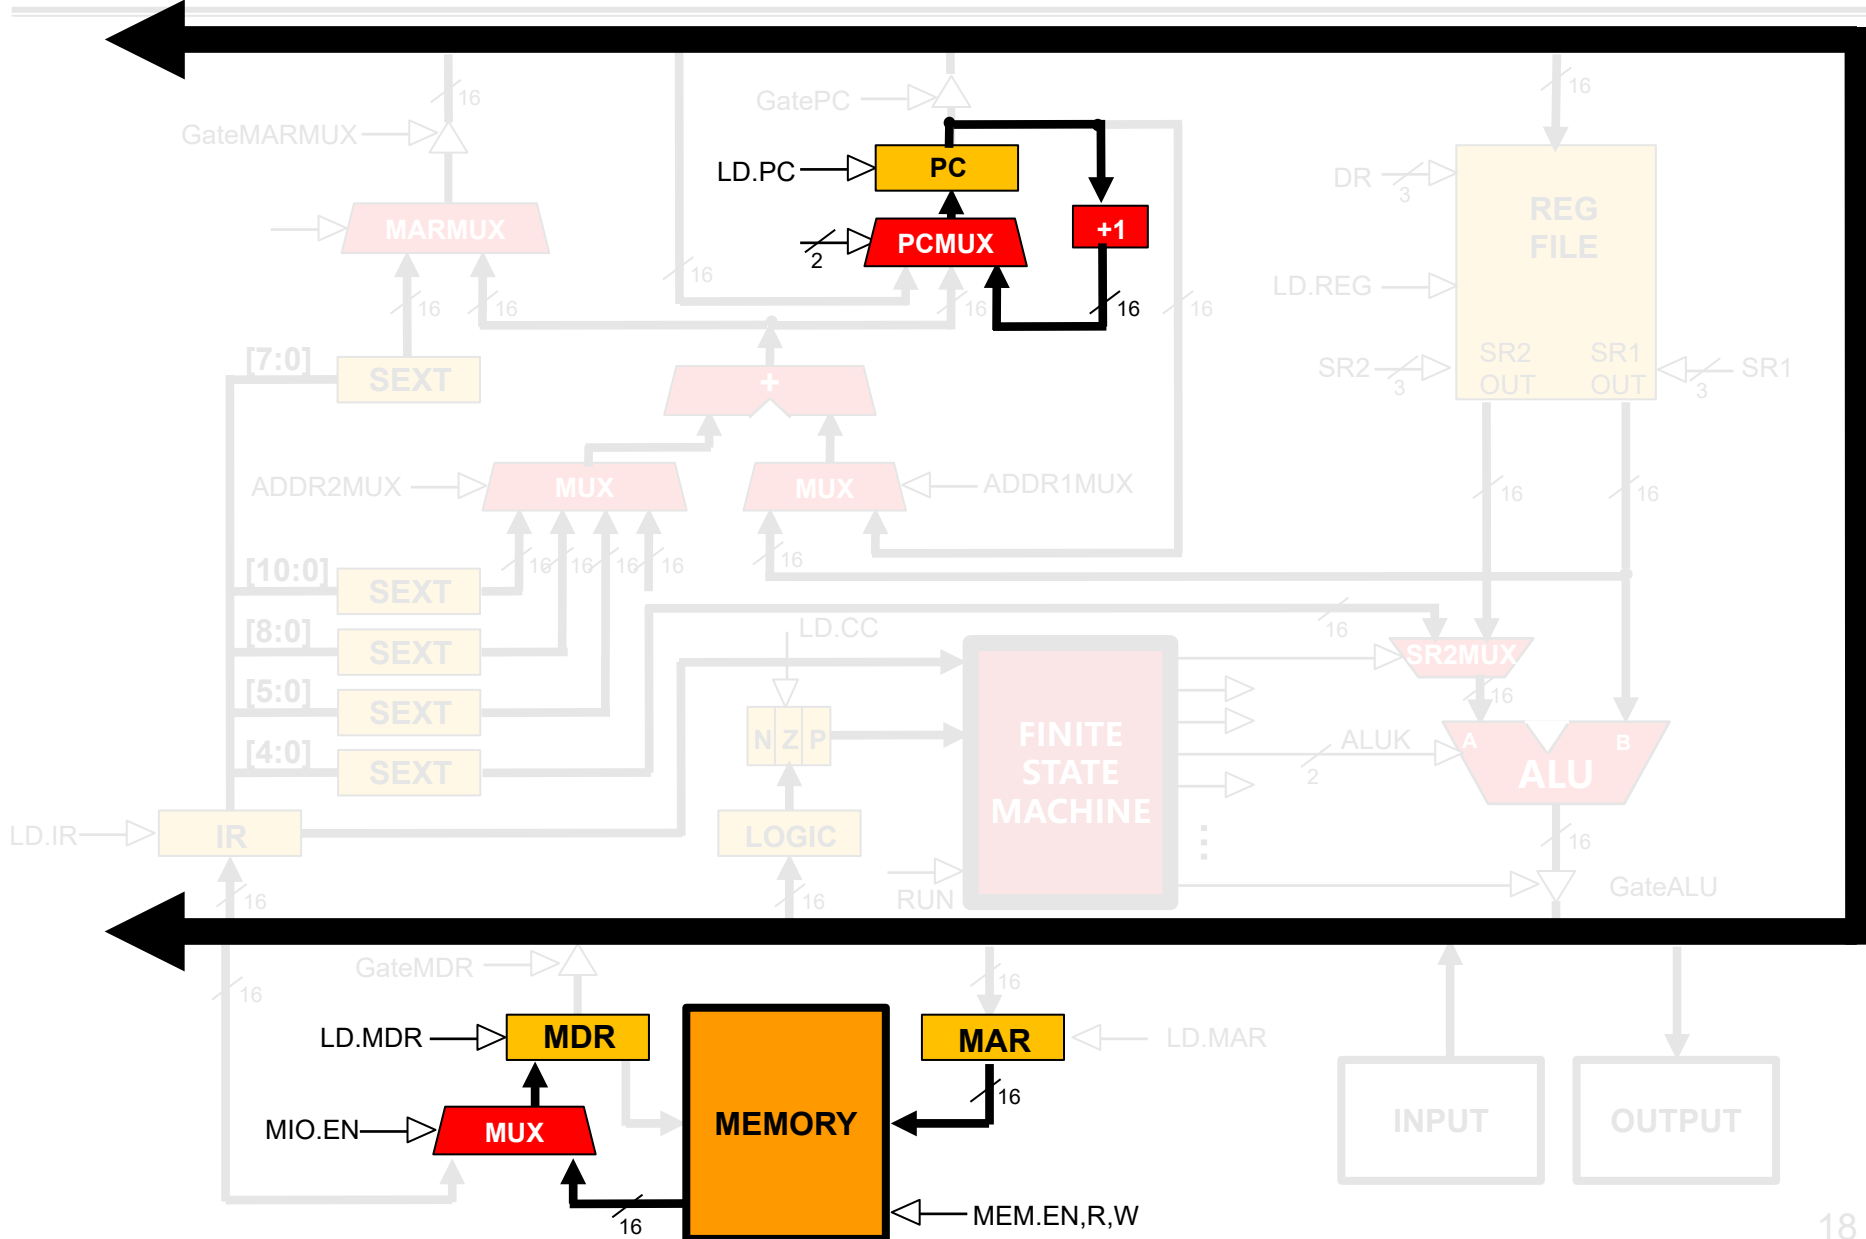 16
16
GatePC
GateMARMUX
LD.PC
PC
DR
3
REG
FILE
MARMUX
2
PCMUX
+1
16
16
16
16
16
16
LD.REG
[7:0]
SEXT
+
SR2
3
SR2
OUT
SR1
OUT
3
SR1
ADDR2MUX
MUX
MUX
ADDR1MUX
16
16
[10:0]
SEXT
16
16
16
16
16
[8:0]
SEXT
LD.CC
16
SR2MUX
[5:0]
SEXT
16
N Z P
FINITE
STATE
MACHINE
ALUK
2
A
B
ALU
[4:0]
SEXT
LD.IR
IR
LOGIC
16
⋮
16
16
RUN
GateALU
GateMDR
16
16
LD.MDR
MDR
MAR
LD.MAR
16
MIO.EN
MUX
MEMORY
INPUT
OUTPUT
16
MEM.EN,R,W
18